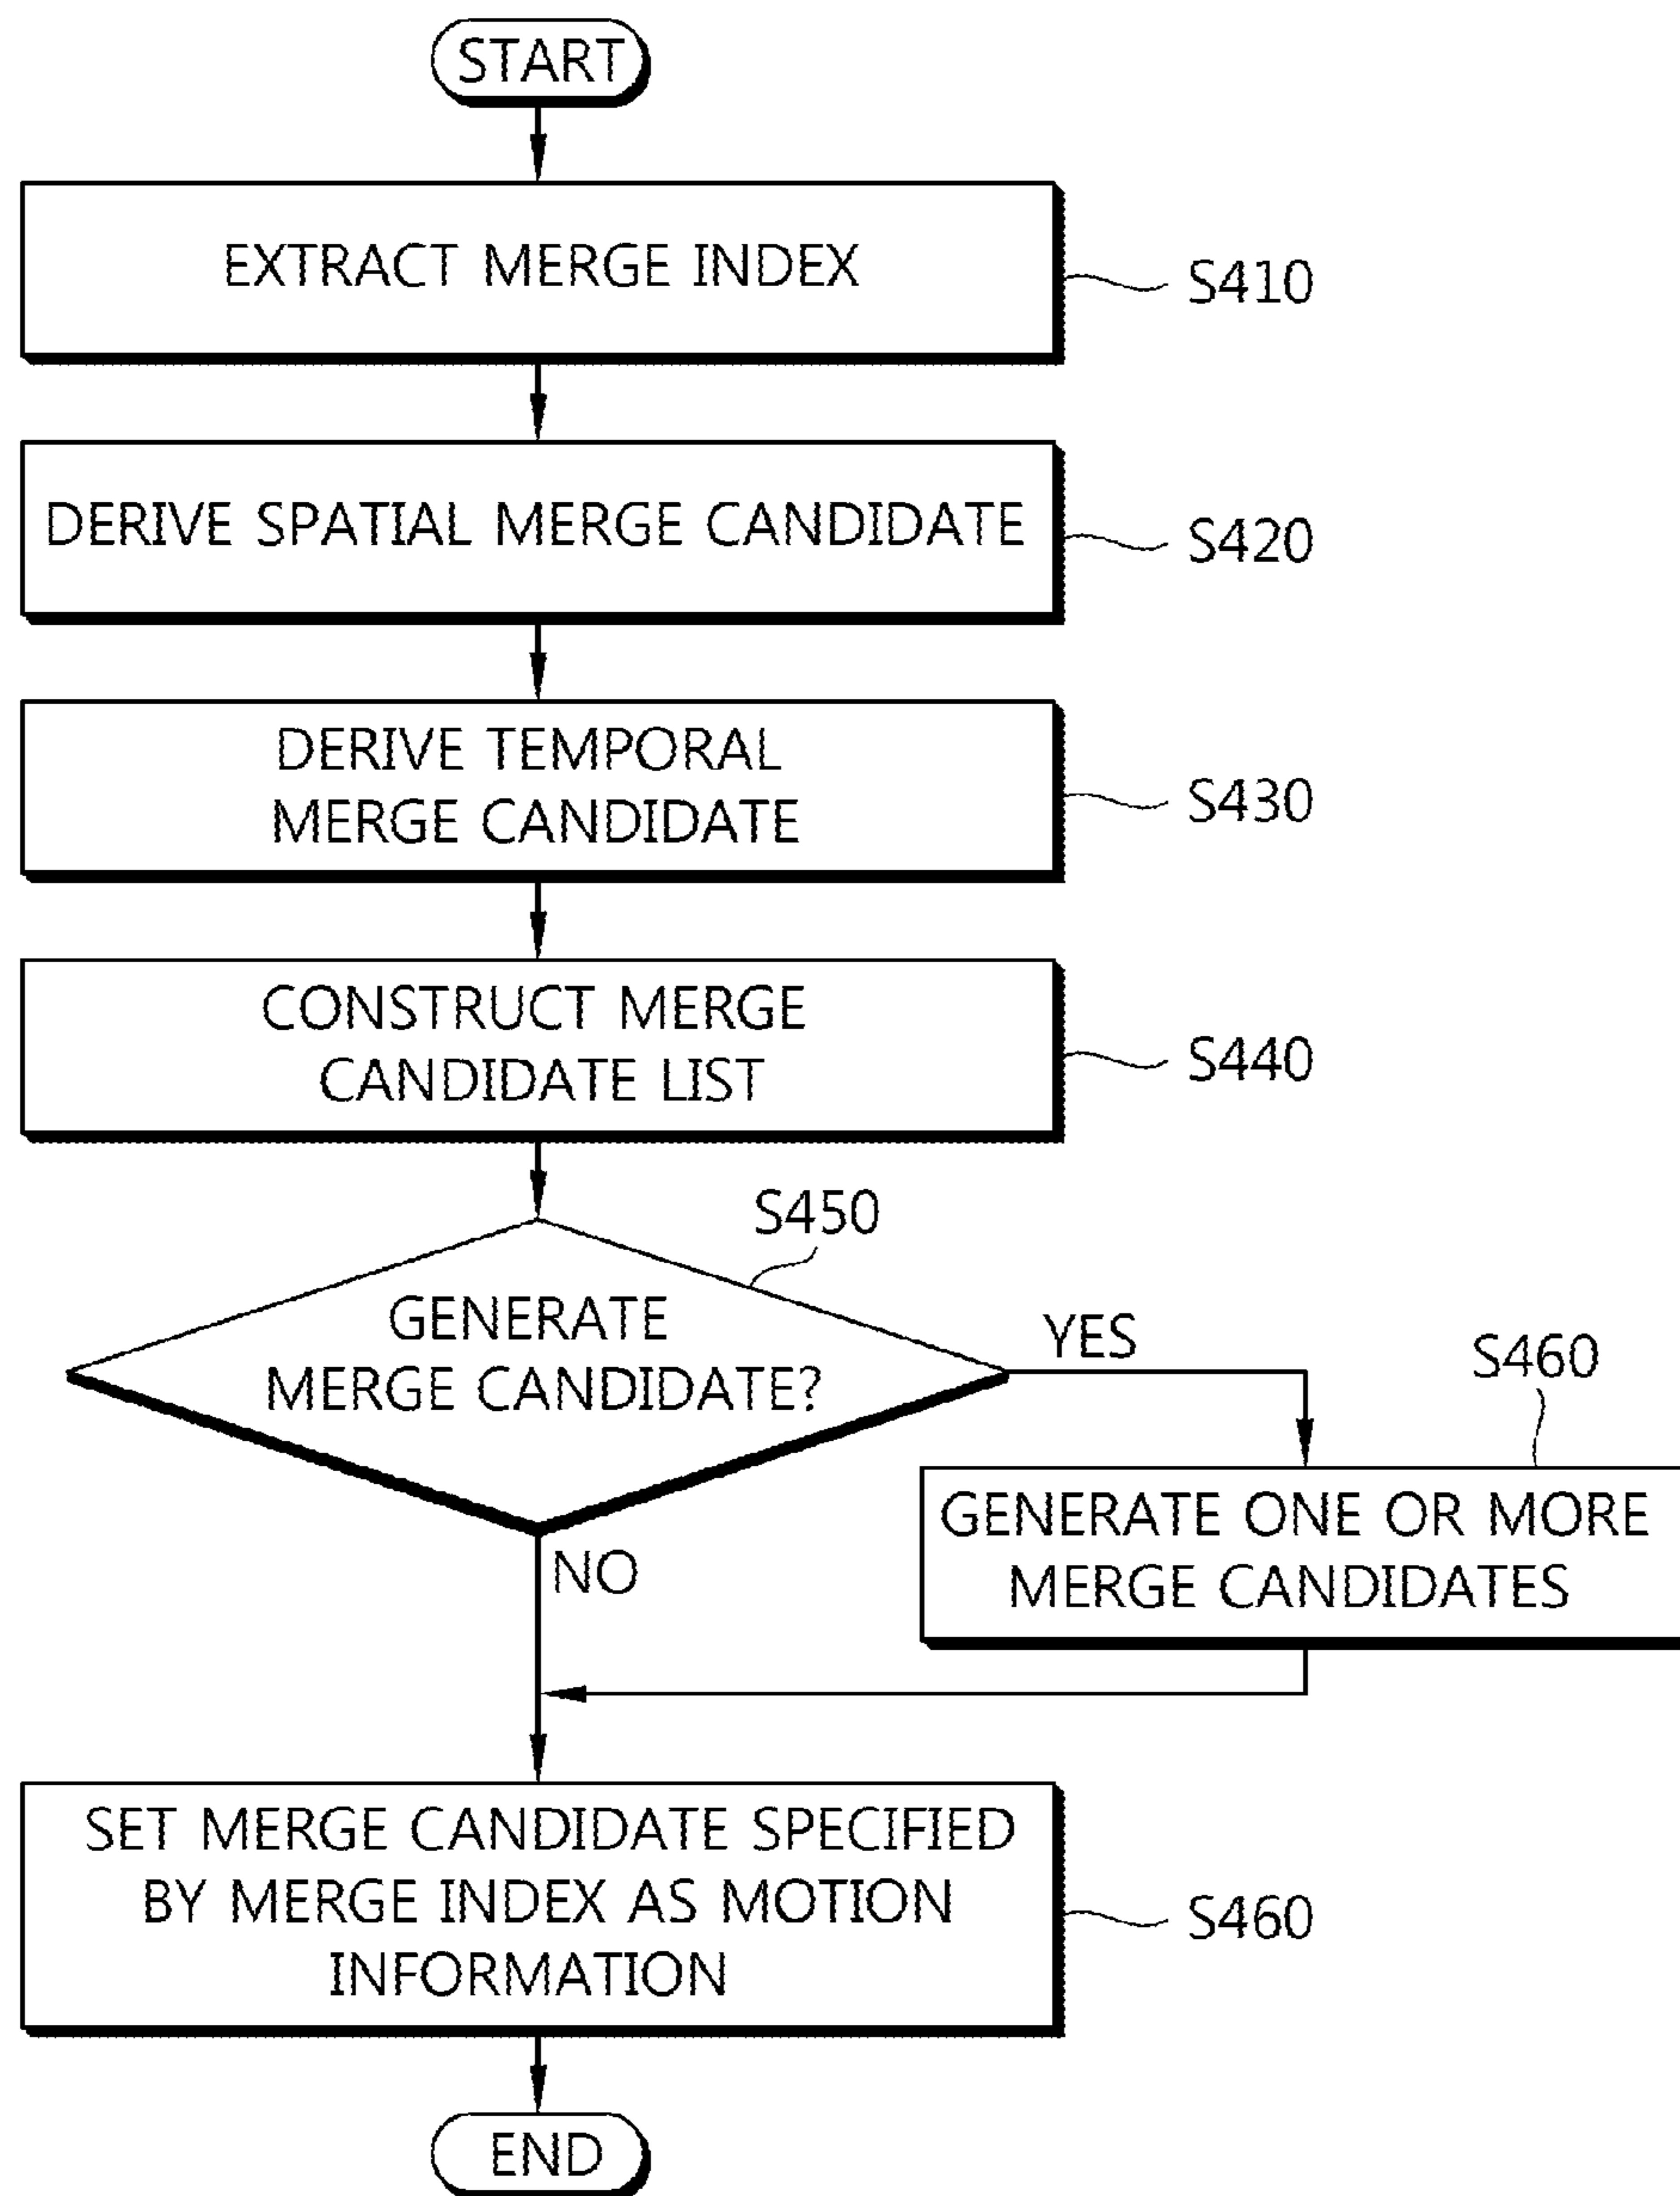 START
EXTRACT MERGE INDEX
S410
DERIVE SPATIAL MERGE CANDIDATE
S420
DERIVE TEMPORAL
MERGE CANDIDATE
S430
CONSTRUCT MERGE
CANDIDATE LIST
S440
S450
GENERATE
MERGE CANDIDATE?
YES
S460
GENERATE ONE OR MORE
MERGE CANDIDATES
NO
SET MERGE CANDIDATE SPECIFIED
BY MERGE INDEX AS MOTION
INFORMATION
S460
END